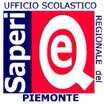 UFFICIO SCOLASTICO
Saperi
e
REGIONALE del
PIEMONTE